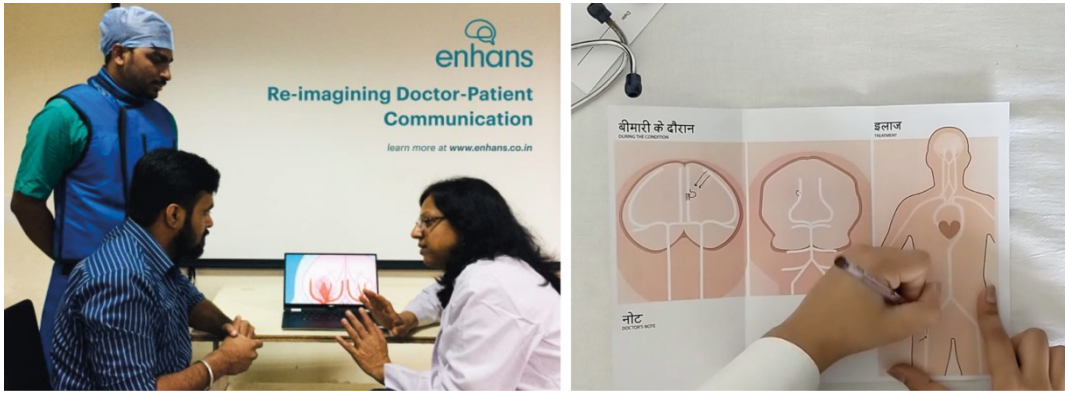 enhans
Re-imagining Doctor-Patient
Communication
learn more at www.enhans.co.in
Date
बीमारी के दौरान
DURING THE CONDITION
इलाज
TREATMENT
नोट
DOCTOR'S NOTE